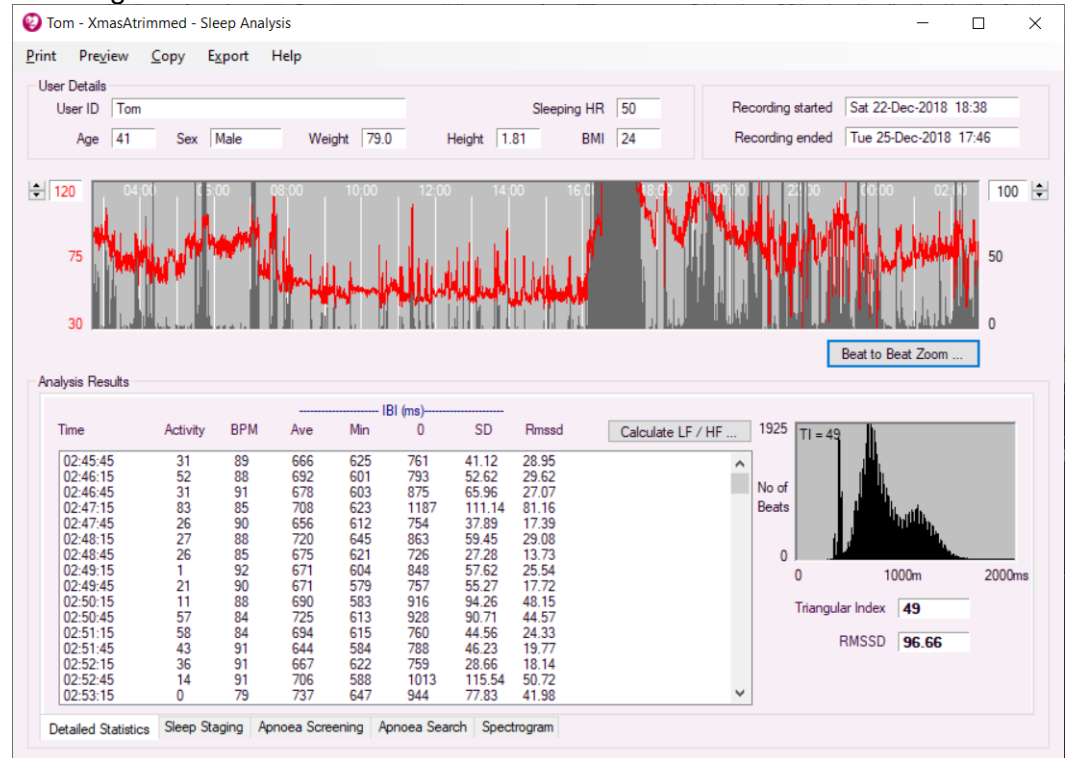 Tom - XmasAtrimmed - Sleep Analysis
Print Preview Copy Export Help
User Details
User ID Tom Sleeping HR 50 Recording started Sat 22-Dec-2018 18:38
Age 41 Sex Male Weight 79.0 Height 1.81 BMI 24 Recording ended Tue 25-Dec-2018 17:46
120 04:00 08:00 10:00 12:00 14:00 18:00 20:00 22:00 00:00 100
75 50
30 0
Beat to Beat Zoom ...
Analysis Results
IBI (ms)
Time Activity BPM Ave Min 0 SD Rmssd Calculate LF / HF ...
02:45:45 31 89 666 625 761 41.12 28.95
02:46:15 52 88 692 601 793 52.62 29.62
02:46:45 31 91 678 603 875 65.96 27.07
02:47:15 83 85 708 623 1187 111.14 81.16
02:47:45 26 90 656 612 754 37.89 17.39
02:48:15 27 88 720 645 863 59.45 29.08
02:48:45 26 85 675 621 726 27.28 13.73
02:49:15 1 92 671 604 848 57.62 25.54
02:49:45 21 90 671 579 757 55.27 17.72
02:50:15 11 88 690 583 916 94.26 48.15
02:50:45 57 84 725 613 928 90.71 44.57
02:51:15 58 84 694 615 760 44.56 24.33
02:51:45 43 91 644 584 788 46.23 19.77
02:52:15 36 91 667 622 759 28.66 18.14
02:52:45 14 91 706 588 1013 115.54 50.72
02:53:15 0 79 737 647 944 77.83 41.98
1925 TI = 49
No of
Beats
0
0 1000m 2000ms
Triangular Index 49
RMSSD 96.66
Detailed Statistics Sleep Staging Apnoea Screening Apnoea Search Spectrogram